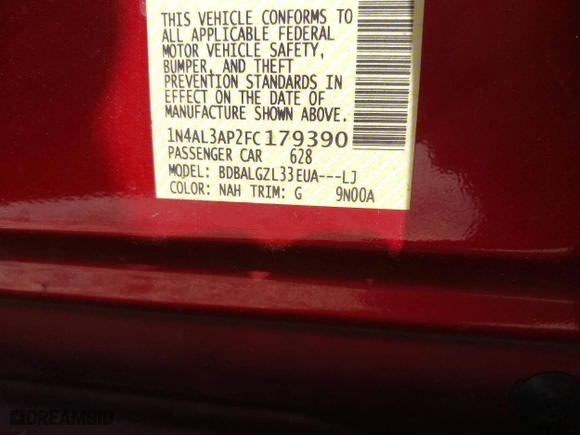 THIS VEHICLE CONFORMS TO
ALL APPLICABLE FEDERAL
MOTOR VEHICLE SAFETY,
BUMPER, AND THEFT
PREVENTION STANDARDS IN
EFFECT ON THE DATE OF
MANUFACTURE SHOWN ABOVE.
1N4AL3AP2FC179390
PASSENGER CAR 628
MODEL: BDBALGZL33EUA---LJ
COLOR: NAH TRIM: G 9N00A
DREAMBID